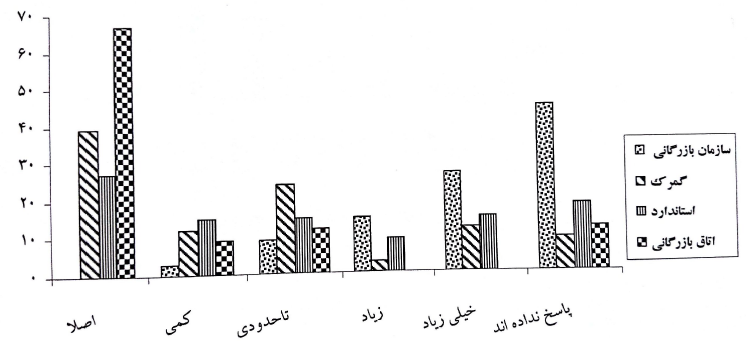 ۷۰
۶۰
۵۰
۴۰
۳۰
۲۰
۱۰
۰
اصلا
کمی
تاحدودی
زیاد
خیلی زیاد
پاسخ نداده اند
سازمان بازرگانی
گمرک
استاندارد
اتاق بازرگانی